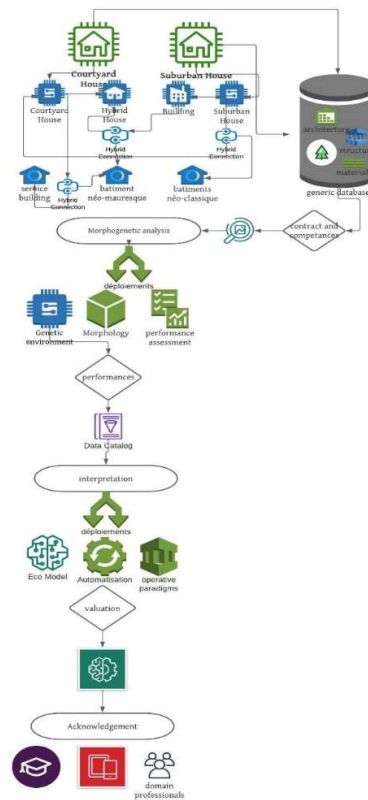 Courtyard
House
Suburban House
Courtyard
House
Hybrid
House
Building
Suburban
House
Hybrid
Connection
Hybrid
Connection
service
building
Hybrid
Connection
batiment
néo-mauresque
batiments
néo-classique
architecture
structure
material
generic database
Morphogenetic analysis
contract and
competances
déploiements
Genetic
environment
Morphology
performance
assessment
performances
Data Catalog
interpretation
déploiements
Eco Model
Automatisation
operative
paradigms
valuation
Acknowledgement
domain
professionals